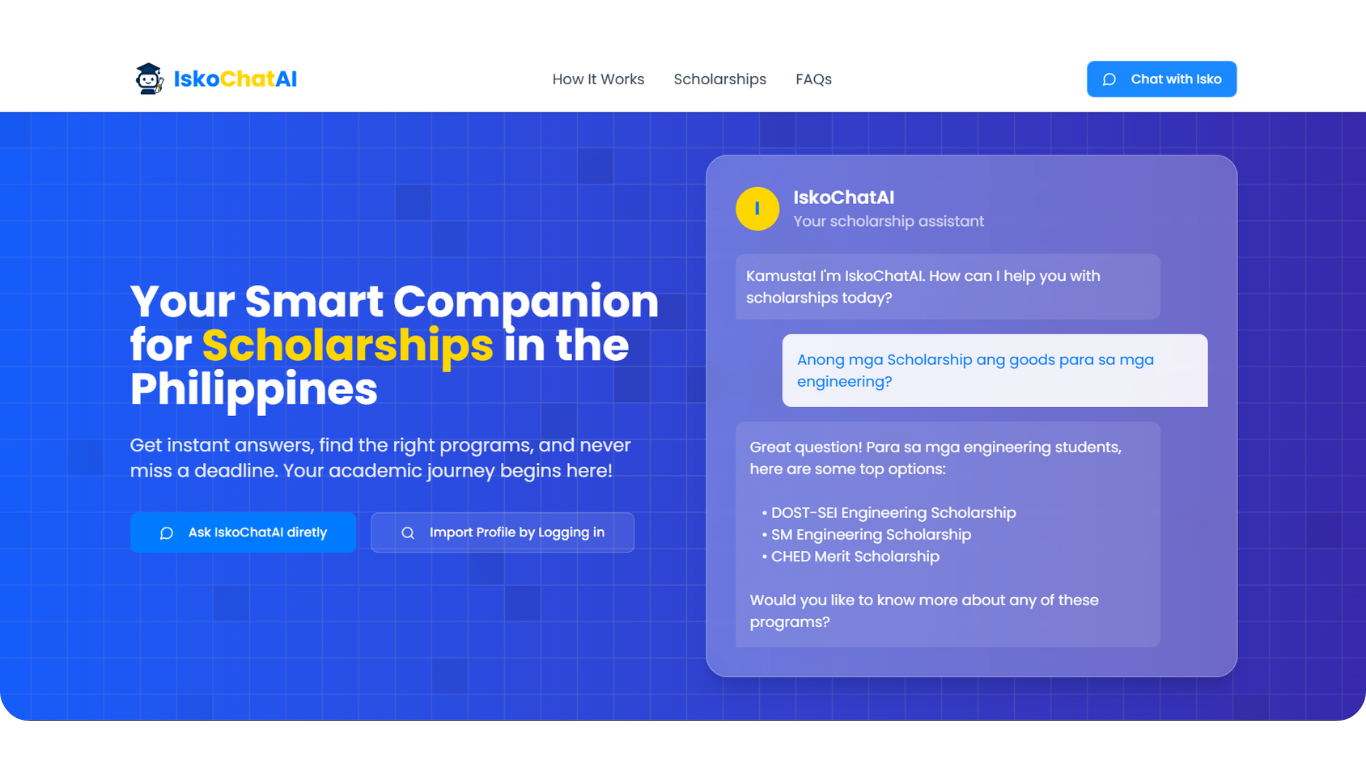 IskoChatAI
How It Works
Scholarships
FAQs
Chat with Isko
Your Smart Companion
for Scholarships in the
Philippines
Get instant answers, find the right programs, and never
miss a deadline. Your academic journey begins here!
Ask IskoChatAI diretly
Import Profile by Logging in
I
IskoChatAI
Your scholarship assistant
Kamusta! I'm IskoChatAI. How can I help you with
scholarships today?
Anong mga Scholarship ang goods para sa mga
engineering?
Great question! Para sa mga engineering students,
here are some top options:
• DOST-SEI Engineering Scholarship
• SM Engineering Scholarship
• CHED Merit Scholarship
Would you like to know more about any of these
programs?